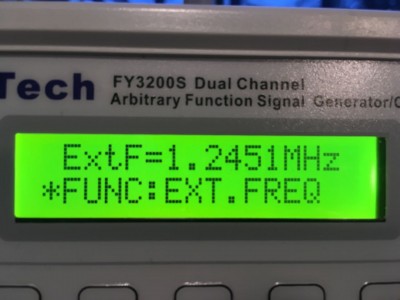 Tech
FY3200S Dual Channel
Arbitrary Function Signal Generator/
ExtF=1.2451MHz
*FUNC:EXT.FREQ